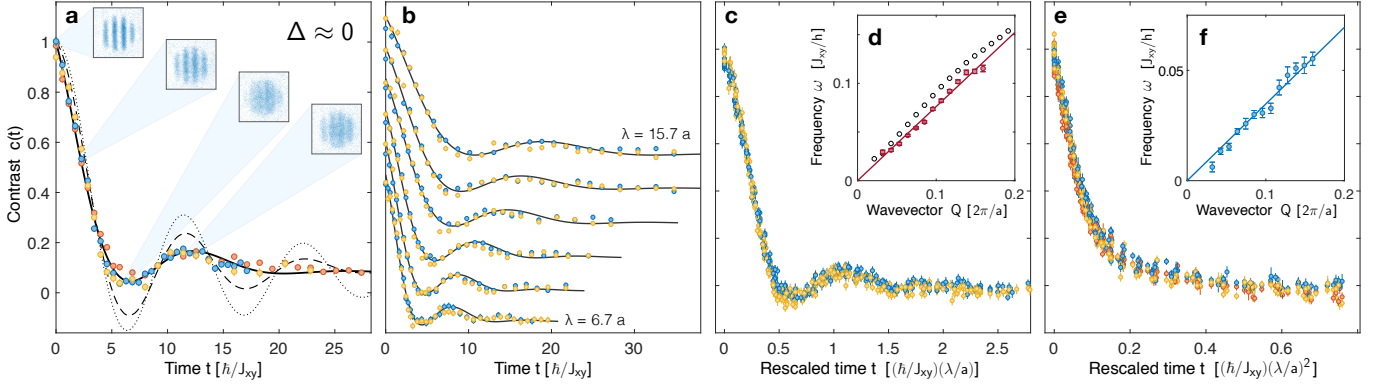 a
Δ ≈ 0
Contrast c(t)
1
0.8
0.6
0.4
0.2
0
0 5 10 15 20 25
Time t [ħ/J_xy]
b
λ = 15.7 a
λ = 6.7 a
0 10 20 30
Time t [ħ/J_xy]
c
d
Frequency ω [J_xy/h]
0.1
0
0 0.1 0.2
Wavevector Q [2π/a]
0 0.5 1 1.5 2 2.5
Rescaled time t [(ħ/J_xy)(λ/a)]
e
f
Frequency ω [J_xy/h]
0.05
0
0 0.1 0.2
Wavevector Q [2π/a]
0 0.2 0.4 0.6
Rescaled time t [(ħ/J_xy)(λ/a)²]